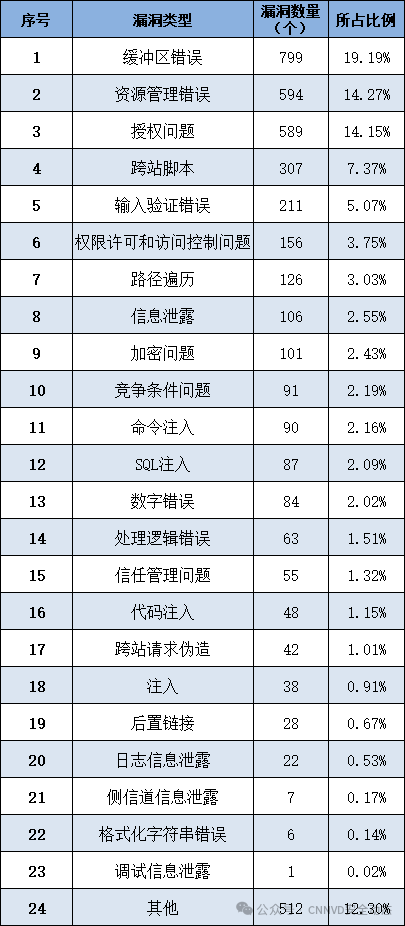 序号 漏洞类型 漏洞数量（个） 所占比例
1 缓冲区错误 799 19.19%
2 资源管理错误 594 14.27%
3 授权问题 589 14.15%
4 跨站脚本 307 7.37%
5 输入验证错误 211 5.07%
6 权限许可和访问控制问题 156 3.75%
7 路径遍历 126 3.03%
8 信息泄露 106 2.55%
9 加密问题 101 2.43%
10 竞争条件问题 91 2.19%
11 命令注入 90 2.16%
12 SQL注入 87 2.09%
13 数字错误 84 2.02%
14 处理逻辑错误 63 1.51%
15 信任管理问题 55 1.32%
16 代码注入 48 1.15%
17 跨站请求伪造 42 1.01%
18 注入 38 0.91%
19 后置链接 28 0.67%
20 日志信息泄露 22 0.53%
21 侧信道信息泄露 7 0.17%
22 格式化字符串错误 6 0.14%
23 调试信息泄露 1 0.02%
24 其他 512 12.30%
公众号 CNNVD